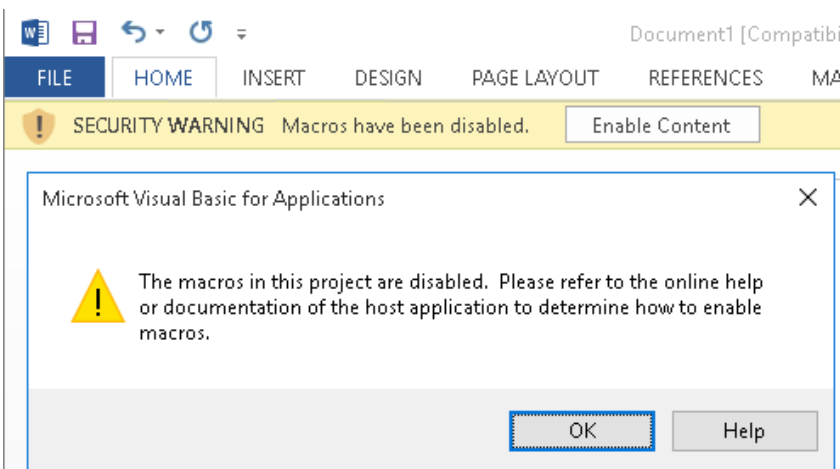 Document1 [Compatibi
FILE HOME INSERT DESIGN PAGE LAYOUT REFERENCES MA
! SECURITY WARNING Macros have been disabled. Enable Content
Microsoft Visual Basic for Applications
The macros in this project are disabled. Please refer to the online help
or documentation of the host application to determine how to enable
macros.
OK Help